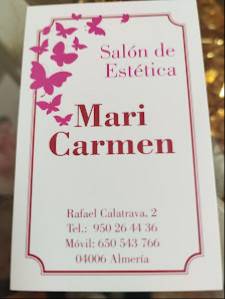 Salón de
Estética
Mari
Carmen
Rafael Calatrava, 2
Tel.: 950 26 44 36
Móvil: 650 543 766
04006 Almería